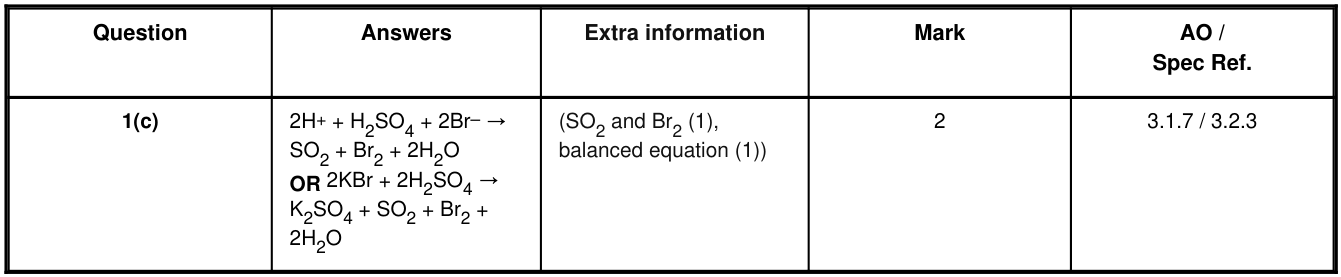 Question Answers Extra information Mark AO /
Spec Ref.
1(c) 2H+ + H₂SO₄ + 2Br– → (SO₂ and Br₂ (1), 2 3.1.7 / 3.2.3
SO₂ + Br₂ + 2H₂O balanced equation (1))
OR 2KBr + 2H₂SO₄ →
K₂SO₄ + SO₂ + Br₂ +
2H₂O